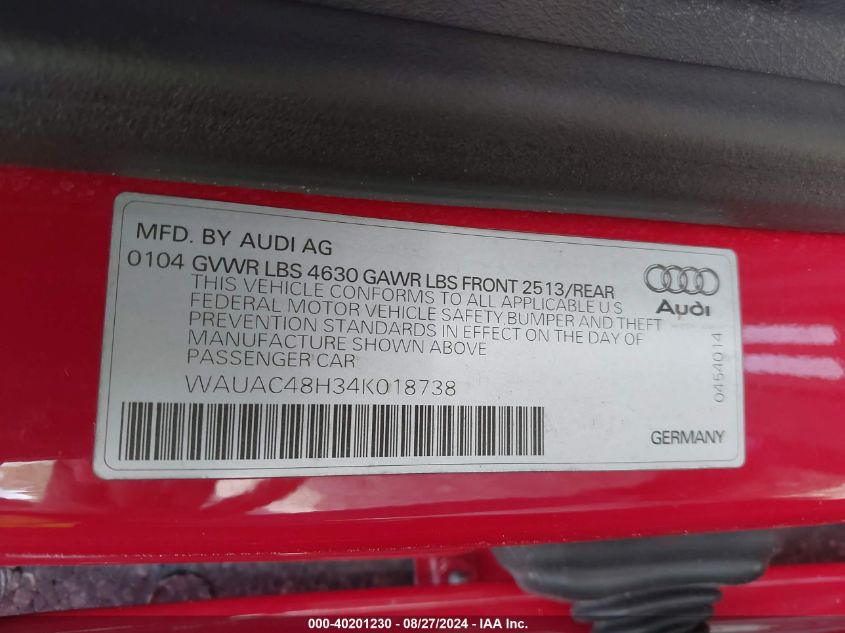 MFD. BY AUDI AG
0104 GVWR LBS 4630 GAWR LBS FRONT 2513/REAR
THIS VEHICLE CONFORMS TO ALL APPLICABLE U S
FEDERAL MOTOR VEHICLE SAFETY, BUMPER AND THEFT
PREVENTION STANDARDS IN EFFECT ON THE DAY OF
MANUFACTURE SHOWN ABOVE
PASSENGER CAR
WAUAC48H34K018738
Audi
0454014
GERMANY
000-40201230 - 08/27/2024 - IAA Inc.